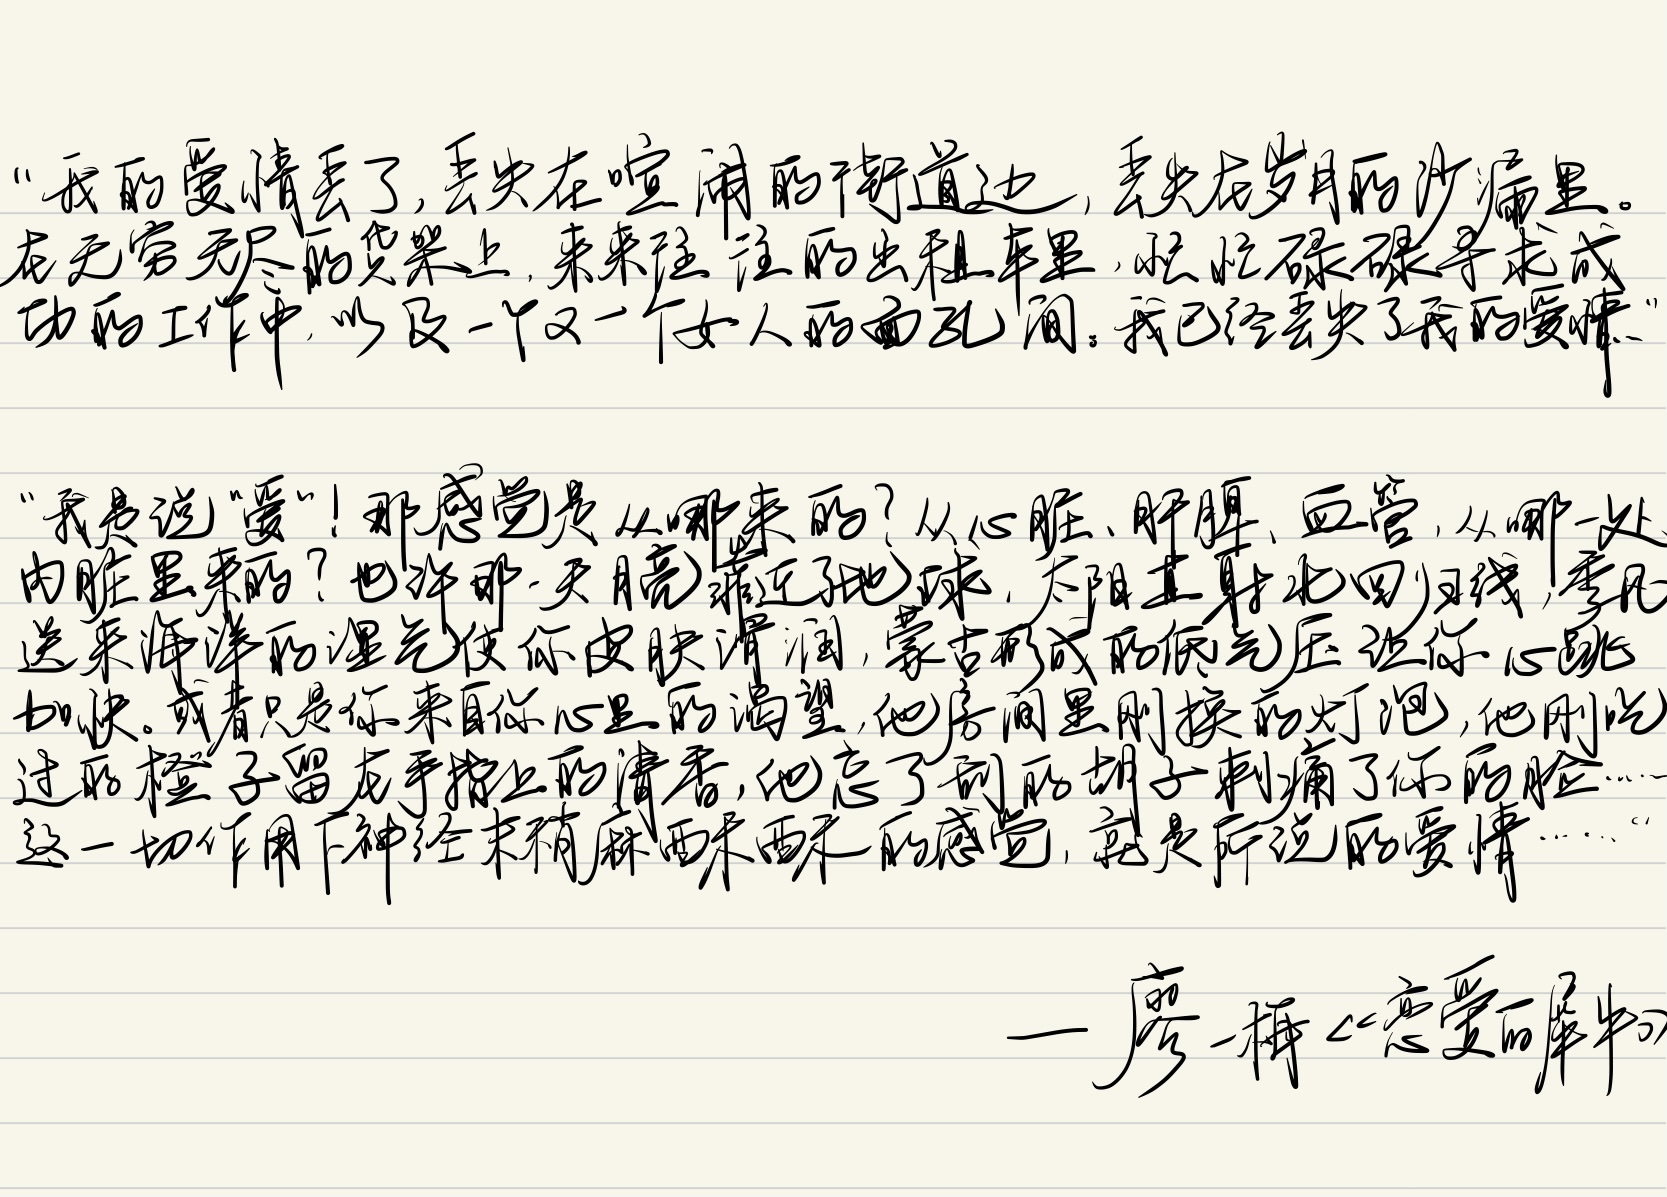 “我的爱情丢了，丢失在喧闹的街道边，丢失在岁月的沙漏里。
在无穷无尽的货架上，来来往往的出租车里，忙忙碌碌寻求成
功的工作中，以及一个又一个女人的面孔间。我已经丢失了我的爱情…”
“我是说“爱”！那感觉是从哪来的？从心脏、肝脾、血管，从哪一处
内脏里来的？也许那一天月亮靠近了地球，太阳直射北回归线，季风
送来海洋的湿气使你皮肤滑润，蒙古形成的低气压让你心跳
加快。或者只是你来自你心里的渴望，他房间里刚换的灯泡，他刚吃
过的橙子留在手指上的清香，他忘了刮的胡子刺痛了你的脸……
这一切作用下神经末梢麻酥酥的感觉，就是所说的爱情……”
—廖一梅《恋爱的犀牛》